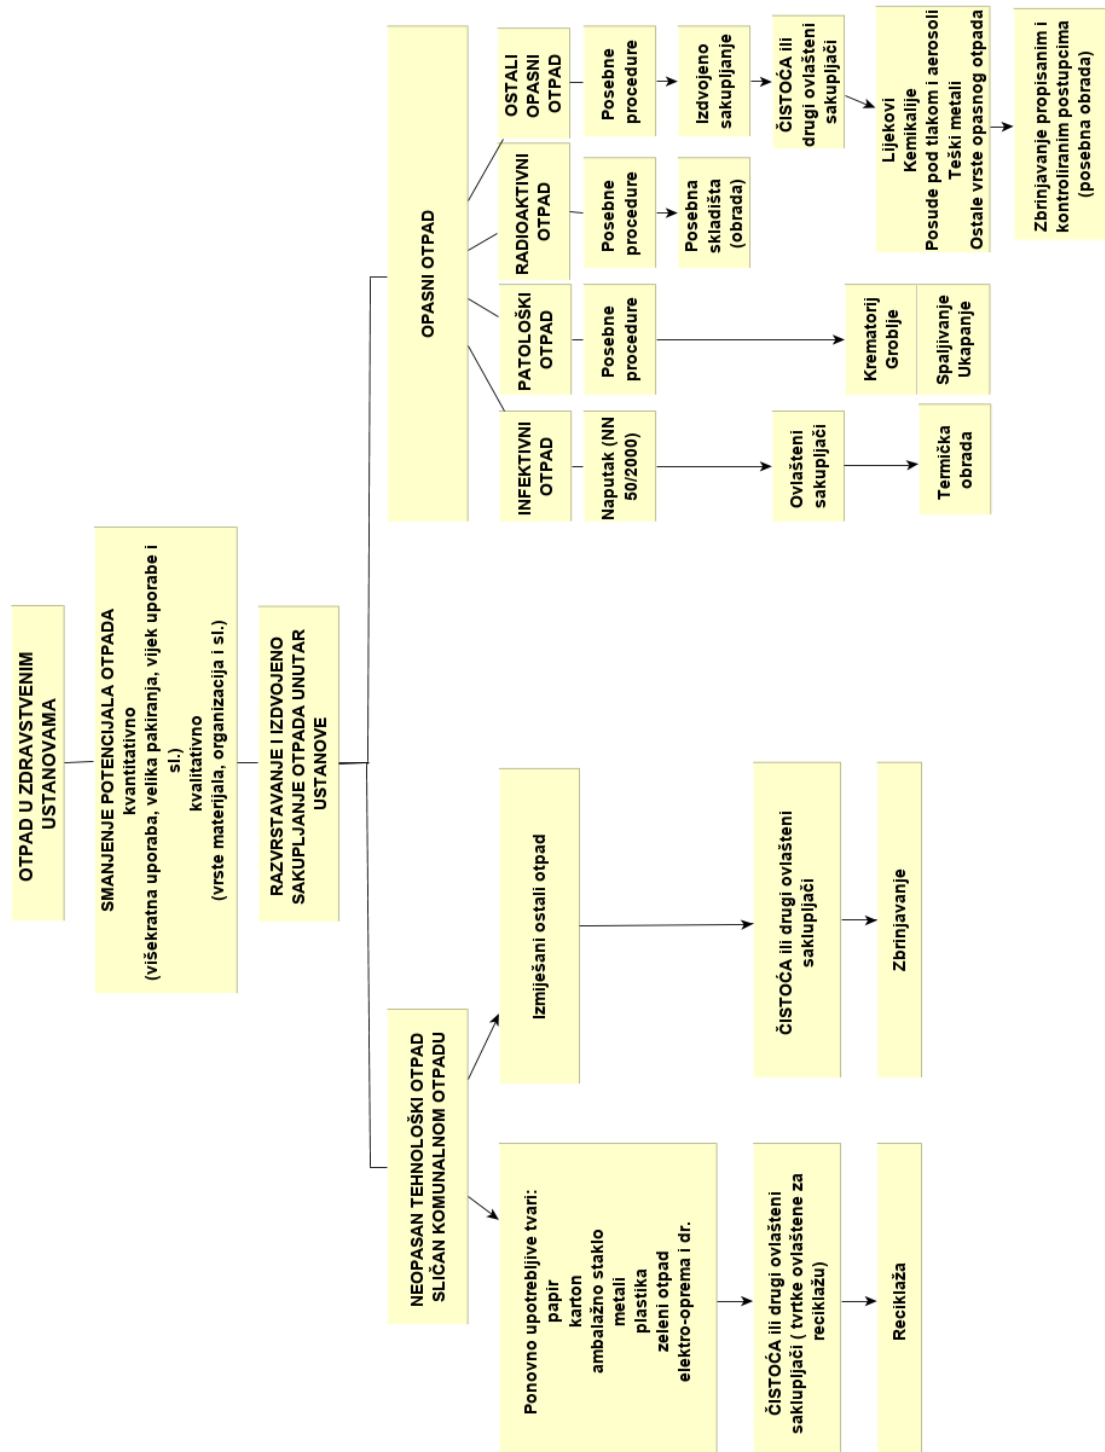 OTPAD U ZDRAVSTVENIM
USTANOVAMA
SMANJENJE POTENCIJALA OTPADA
kvantitativno
(višekratna uporaba, velika pakiranja, vijek uporabe i
sl.)
kvalitativno
(vrste materijala, organizacija i sl.)
RAZVRSTAVANJE I IZDVOJENO
SAKUPLJANJE OTPADA UNUTAR
USTANOVE
NEOPASAN TEHNOLOŠKI OTPAD
SLIČAN KOMUNALNOM OTPADU
Ponovno upotrebljive tvari:
papir
karton
ambalažno staklo
metali
plastika
zeleni otpad
elektro-oprema i dr.
ČISTOĆA ili drugi ovlašteni
saklupljači ( tvrtke ovlaštene za
reciklažu)
Reciklaža
Izmiješani ostali otpad
ČISTOĆA ili drugi ovlašteni
saklupljači
Zbrinjavanje
OPASNI OTPAD
INFEKTIVNI
OTPAD
Naputak (NN
50/2000)
Ovlašteni
sakupljači
Termička
obrada
PATOLOŠKI
OTPAD
Posebne
procedure
Krematorij
Groblje
Spaljivanje
Ukapanje
RADIOAKTIVNI
OTPAD
Posebne
procedure
Posebna
skladišta
(obrada)
OSTALI
OPASNI
OTPAD
Posebne
procedure
Izdvojeno
sakupljanje
ČISTOĆA ili
drugi ovlašteni
sakupljači
Lijekovi
Kemikalije
Posude pod tlakom i aerosoli
Teški metali
Ostale vrste opasnog otpada
Zbrinjavanje propisanim i
kontroliranim postupcima
(posebna obrada)